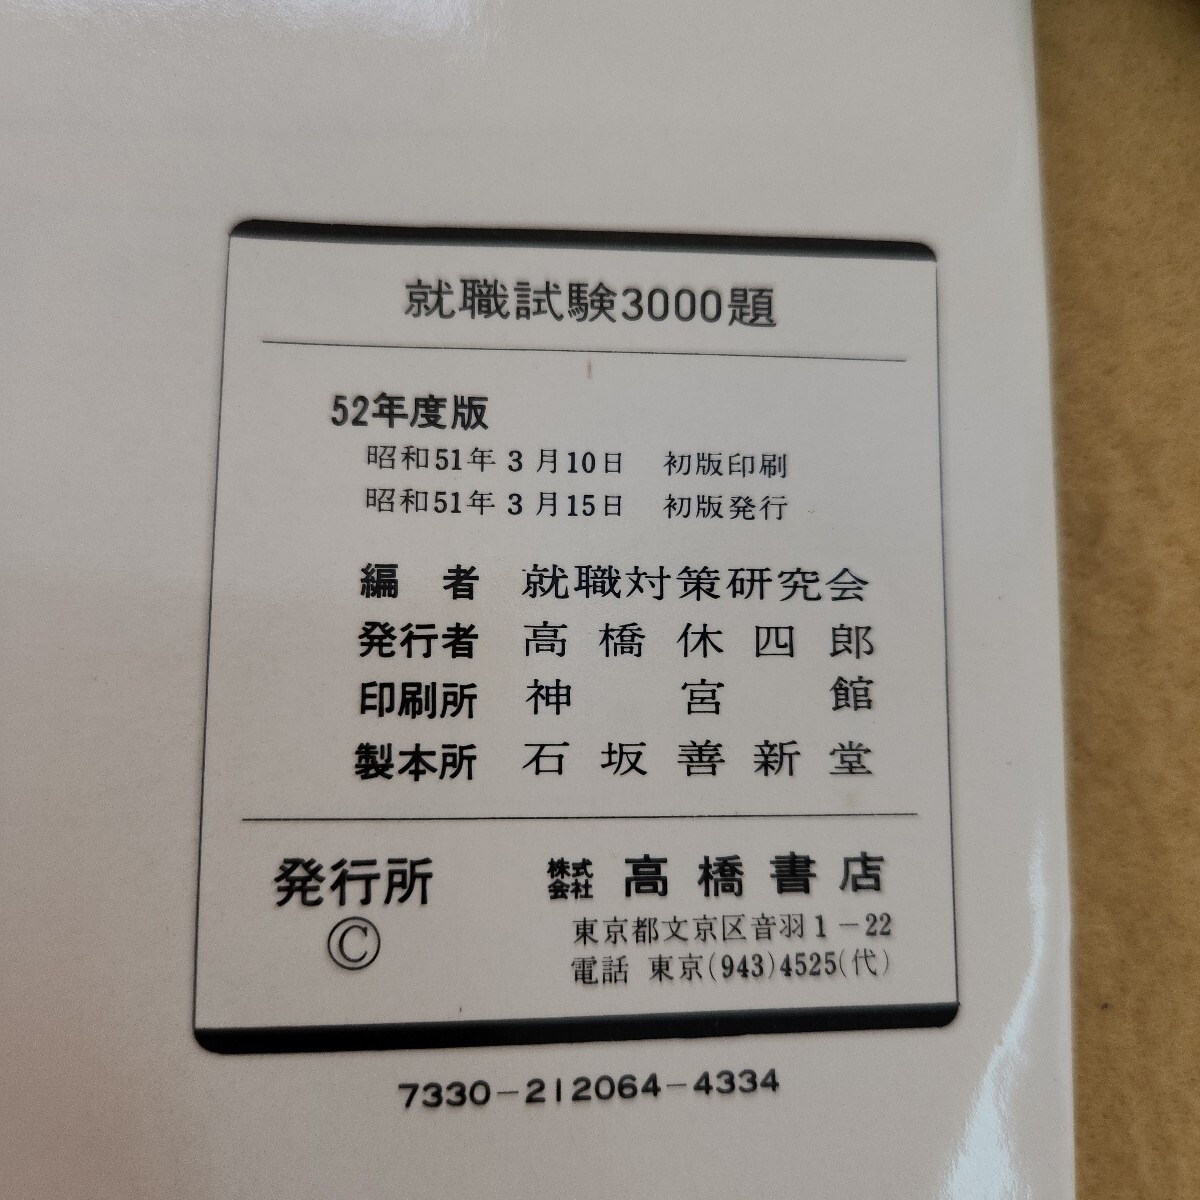 就職試験3000題
52年度版
昭和51年3月10日 初版印刷
昭和51年3月15日 初版発行
編者 就職対策研究会
発行者 高橋休四郎
印刷所 神宮館
製本所 石坂善新堂
発行所 株式会社 高橋書店
Ⓒ 東京都文京区音羽1-22
電話 東京(943)4525(代)
7330-212064-4334